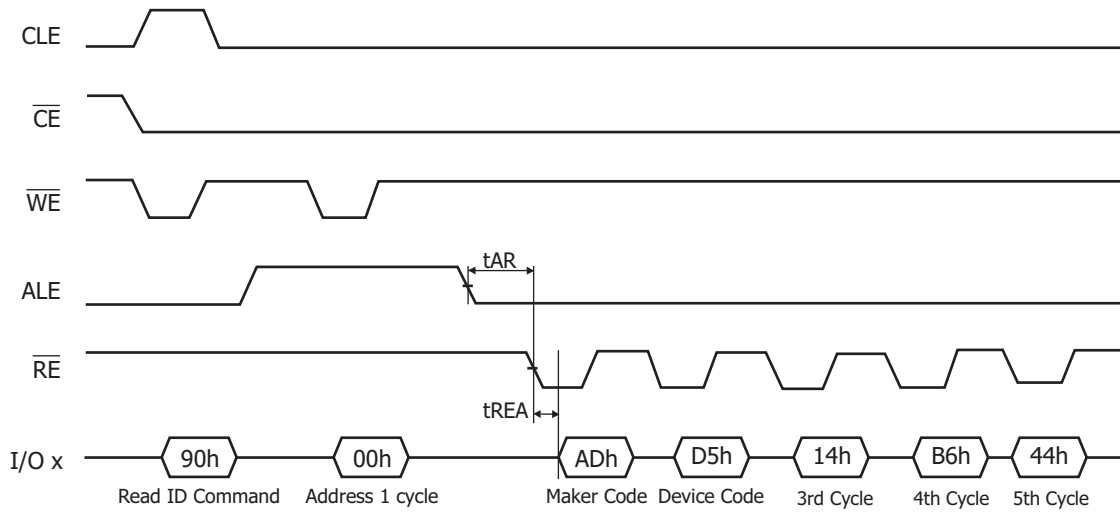 CLE
CE
WE
tAR
ALE
RE
tREA
I/O x 90h 00h ADh D5h 14h B6h 44h
Read ID Command Address 1 cycle Maker Code Device Code 3rd Cycle 4th Cycle 5th Cycle